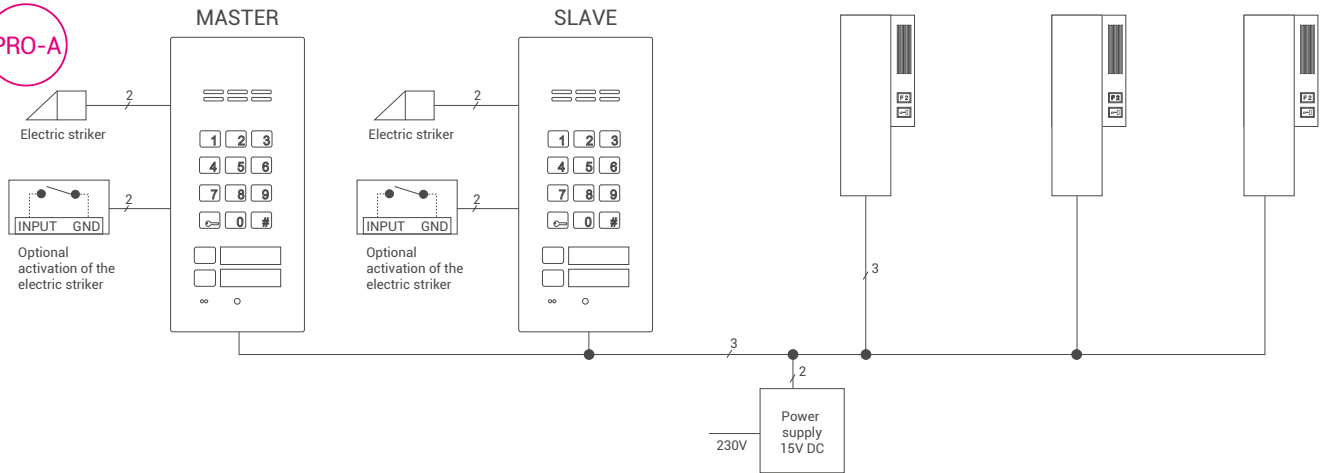 PRO-A
MASTER
SLAVE
2
Electric striker
2
INPUT GND
Optional
activation of the
electric striker
1 2 3
4 5 6
7 8 9
0 #
2
Electric striker
2
INPUT GND
Optional
activation of the
electric striker
1 2 3
4 5 6
7 8 9
0 #
F2
F2
F2
3
3
2
230V
Power
supply
15V DC